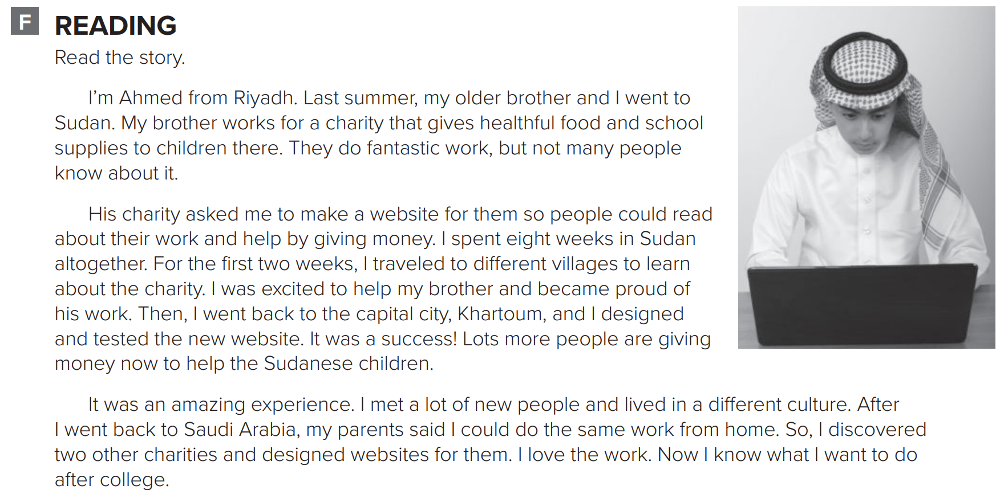 F READING
Read the story.
I’m Ahmed from Riyadh. Last summer, my older brother and I went to
Sudan. My brother works for a charity that gives healthful food and school
supplies to children there. They do fantastic work, but not many people
know about it.
His charity asked me to make a website for them so people could read
about their work and help by giving money. I spent eight weeks in Sudan
altogether. For the first two weeks, I traveled to different villages to learn
about the charity. I was excited to help my brother and became proud of
his work. Then, I went back to the capital city, Khartoum, and I designed
and tested the new website. It was a success! Lots more people are giving
money now to help the Sudanese children.
It was an amazing experience. I met a lot of new people and lived in a different culture. After
I went back to Saudi Arabia, my parents said I could do the same work from home. So, I discovered
two other charities and designed websites for them. I love the work. Now I know what I want to do
after college.